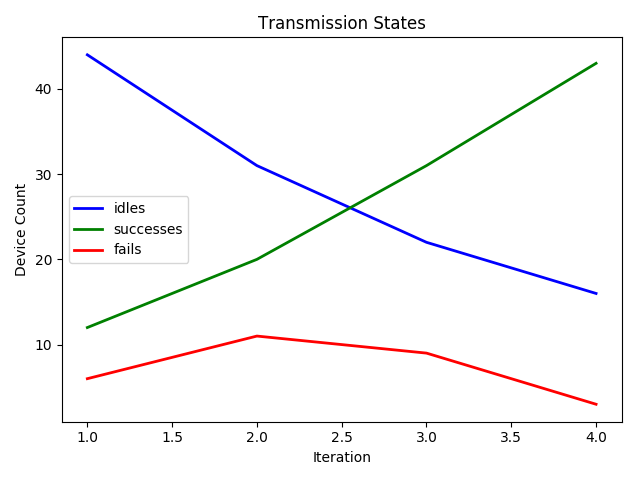 Transmission States
Device Count
40
30
20
10
idles
successes
fails
1.0 1.5 2.0 2.5 3.0 3.5 4.0
Iteration